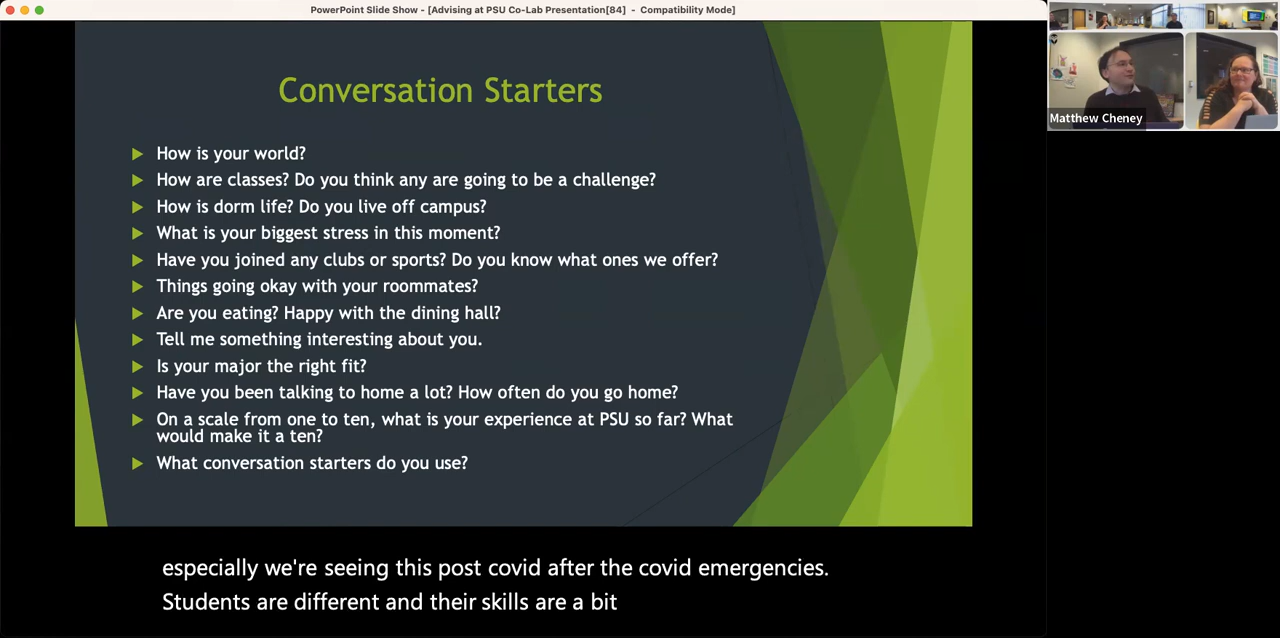 PowerPoint Slide Show - [Advising at PSU Co-Lab Presentation[84] - Compatibility Mode]
Matthew Cheney
Conversation Starters
How is your world?
How are classes? Do you think any are going to be a challenge?
How is dorm life? Do you live off campus?
What is your biggest stress in this moment?
Have you joined any clubs or sports? Do you know what ones we offer?
Things going okay with your roommates?
Are you eating? Happy with the dining hall?
Tell me something interesting about you.
Is your major the right fit?
Have you been talking to home a lot? How often do you go home?
On a scale from one to ten, what is your experience at PSU so far? What
would make it a ten?
What conversation starters do you use?
especially we're seeing this post covid after the covid emergencies.
Students are different and their skills are a bit